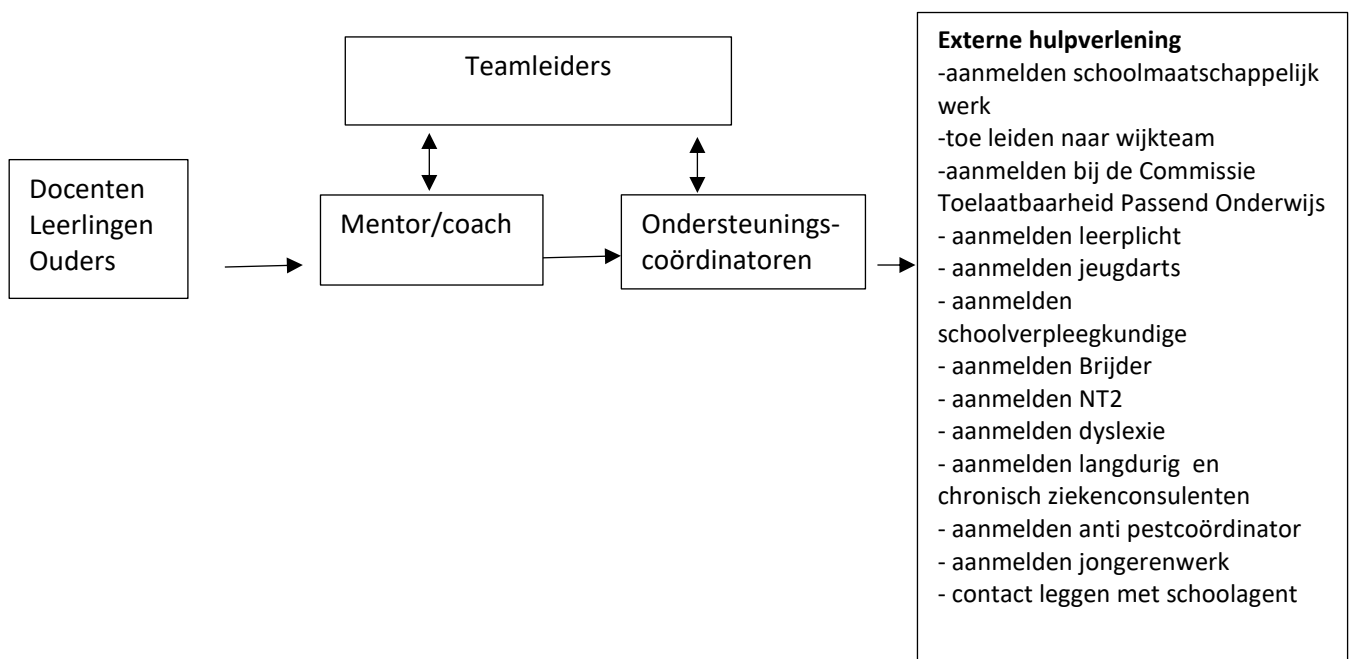 Teamleiders
Docenten
Leerlingen
Ouders
Mentor/coach
Ondersteunings-
coördinatoren
Externe hulpverlening
-aanmelden schoolmaatschappelijk
werk
-toe leiden naar wijkteam
-aanmelden bij de Commissie
Toelaatbaarheid Passend Onderwijs
- aanmelden leerplicht
- aanmelden jeugdarts
- aanmelden
schoolverpleegkundige
- aanmelden Brijder
- aanmelden NT2
- aanmelden dyslexie
- aanmelden langdurig  en
chronisch ziekenconsulenten
- aanmelden anti pestcoördinator
- aanmelden jongerenwerk
- contact leggen met schoolagent